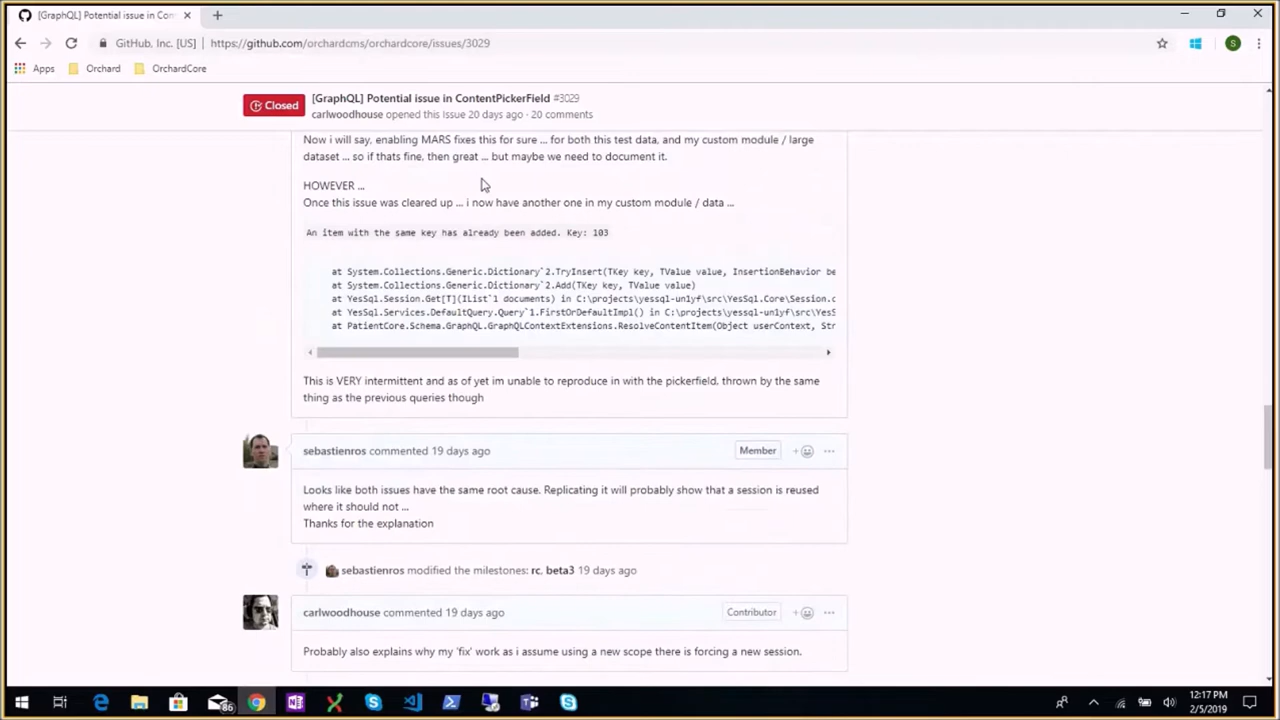 [GraphQL] Potential issue in Con
GitHub, Inc. [US] | https://github.com/orchardcms/orchardcore/issues/3029
S
Apps Orchard OrchardCore
Closed [GraphQL] Potential issue in ContentPickerField #3029
carlwoodhouse opened this issue 20 days ago · 20 comments
Now i will say, enabling MARS fixes this for sure ... for both this test data, and my custom module / large
dataset ... so if thats fine, then great ... but maybe we need to document it.
HOWEVER ...
Once this issue was cleared up ... i now have another one in my custom module / data ...
An item with the same key has already been added. Key: 103
at System.Collections.Generic.Dictionary`2.TryInsert(TKey key, TValue value, InsertionBehavior be
at System.Collections.Generic.Dictionary`2.Add(TKey key, TValue value)
at YesSql.Session.Get[T](IList`1 documents) in C:\projects\yessql-un1yf\src\YesSql.Core\Session.c
at YesSql.Services.DefaultQuery.Query`1.FirstOrDefaultImpl() in C:\projects\yessql-un1yf\src\YesS
at PatientCore.Schema.GraphQL.GraphQLContextExtensions.ResolveContentItem(Object userContext, Str
This is VERY intermittent and as of yet im unable to reproduce in with the pickerfield, thrown by the same
thing as the previous queries though
sebastienros commented 19 days ago Member
Looks like both issues have the same root cause. Replicating it will probably show that a session is reused
where it should not ...
Thanks for the explanation
sebastienros modified the milestones: rc, beta3 19 days ago
carlwoodhouse commented 19 days ago Contributor
Probably also explains why my 'fix' work as i assume using a new scope there is forcing a new session.
86
12:17 PM
2/5/2019